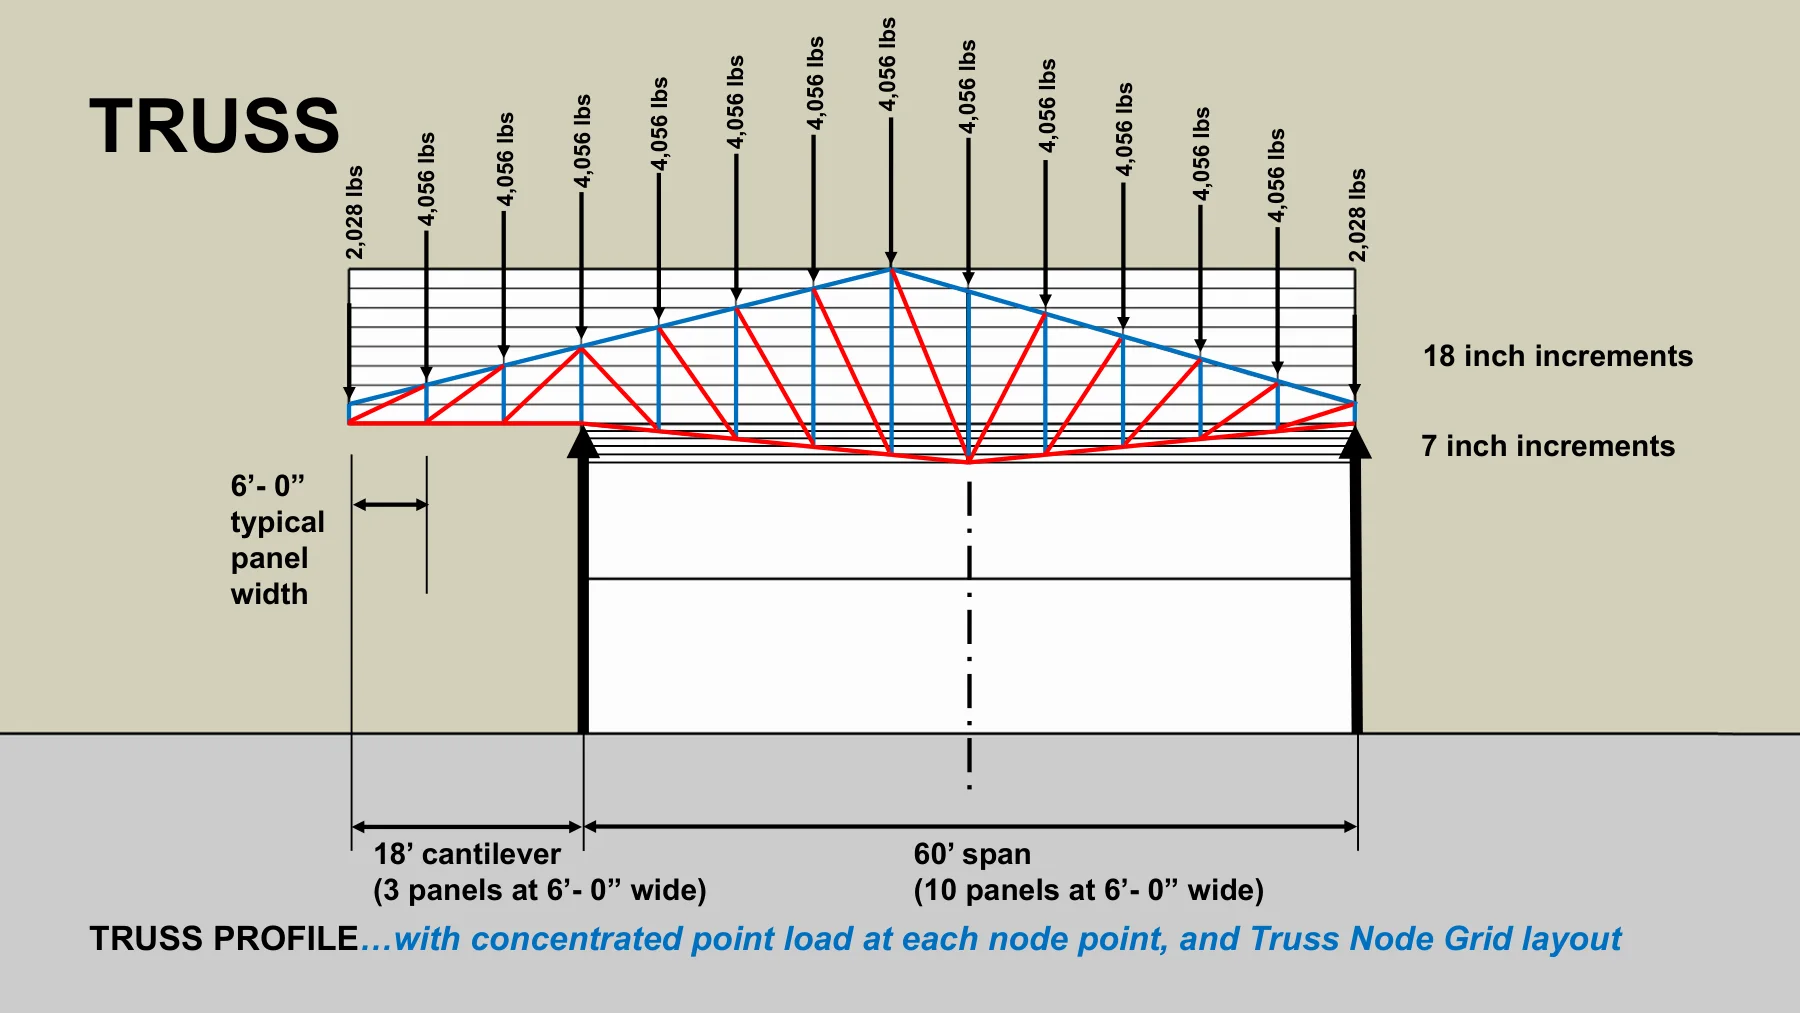 TRUSS
2,028 lbs
4,056 lbs
4,056 lbs
4,056 lbs
4,056 lbs
4,056 lbs
4,056 lbs
4,056 lbs
4,056 lbs
4,056 lbs
4,056 lbs
4,056 lbs
4,056 lbs
2,028 lbs
18 inch increments
7 inch increments
6’- 0”
typical
panel
width
18’ cantilever
(3 panels at 6’- 0” wide)
60’ span
(10 panels at 6’- 0” wide)
TRUSS PROFILE…with concentrated point load at each node point, and Truss Node Grid layout